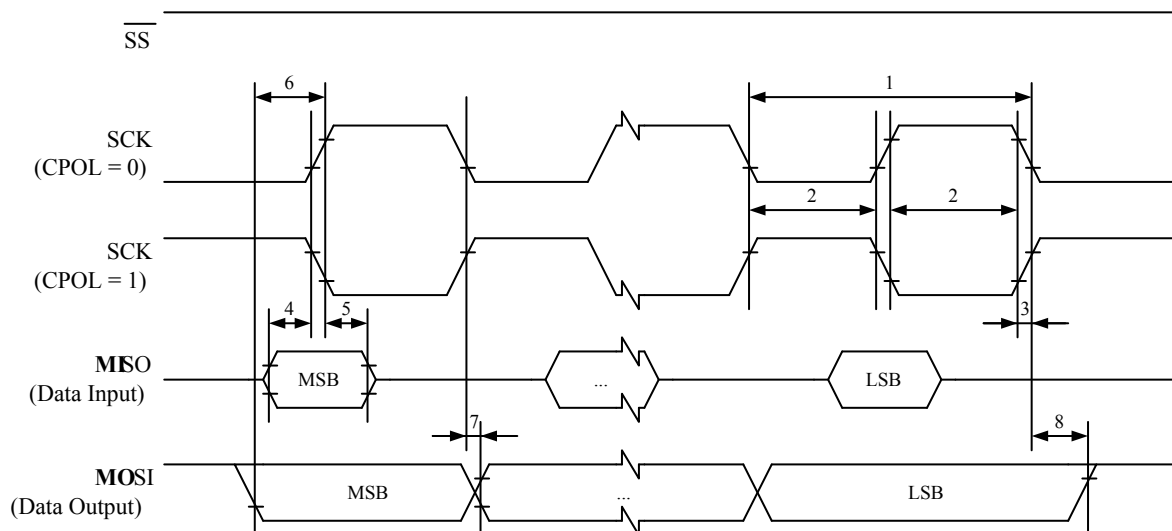 SS
6
1
SCK
(CPOL = 0)
2
2
SCK
(CPOL = 1)
4
5
3
MISO
(Data Input)
MSB
...
LSB
7
8
MOSI
(Data Output)
MSB
...
LSB